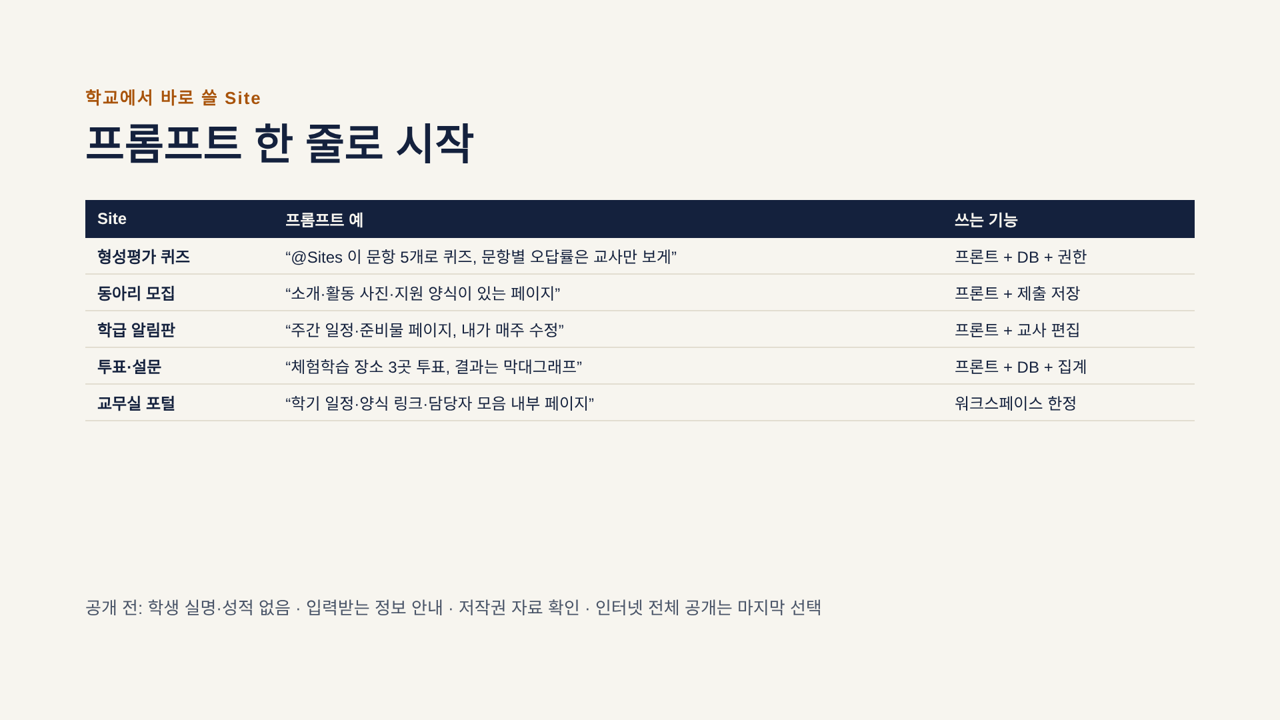 학교에서 바로 쓸 Site
프롬프트 한 줄로 시작
Site 프롬프트 예 쓰는 기능
형성평가 퀴즈 “@Sites 이 문항 5개로 퀴즈, 문항별 오답률은 교사만 보게” 프론트 + DB + 권한
동아리 모집 “소개·활동 사진·지원 양식이 있는 페이지” 프론트 + 제출 저장
학급 알림판 “주간 일정·준비물 페이지, 내가 매주 수정” 프론트 + 교사 편집
투표·설문 “체험학습 장소 3곳 투표, 결과는 막대그래프” 프론트 + DB + 집계
교무실 포털 “학기 일정·양식 링크·담당자 모음 내부 페이지” 워크스페이스 한정
공개 전: 학생 실명·성적 없음 · 입력받는 정보 안내 · 저작권 자료 확인 · 인터넷 전체 공개는 마지막 선택